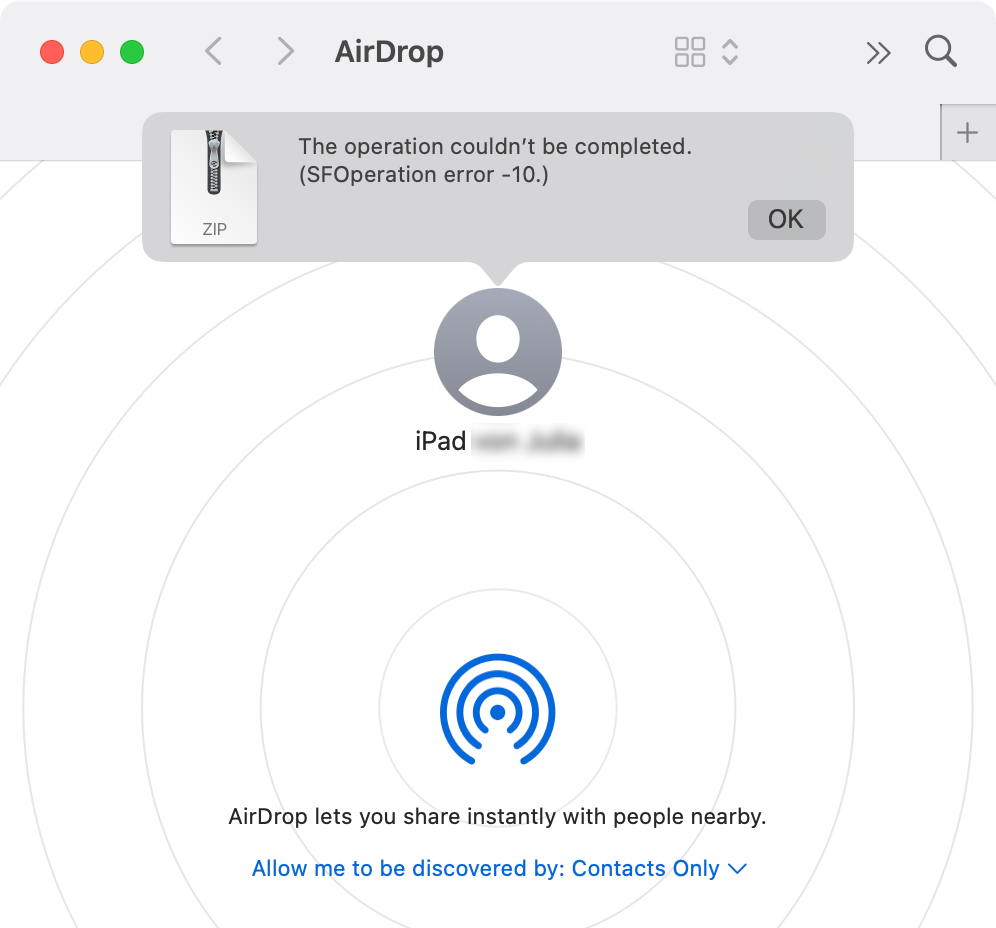 AirDrop
The operation couldn’t be completed.
(SFOperation error -10.)
ZIP
OK
iPad
AirDrop lets you share instantly with people nearby.
Allow me to be discovered by: Contacts Only